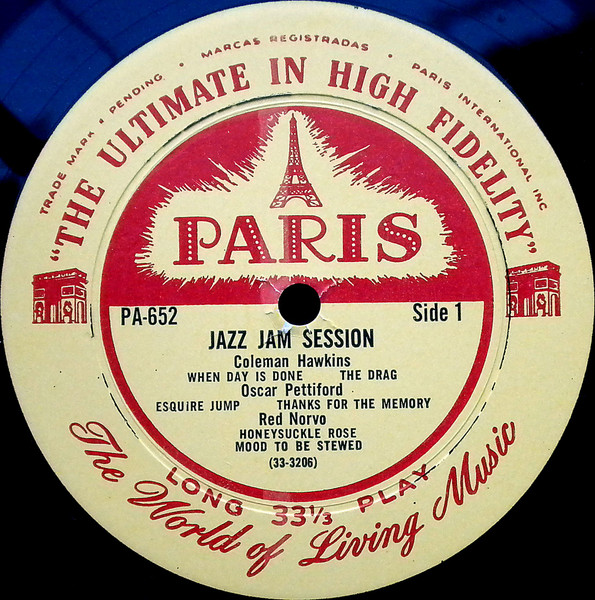 TRADE MARK • PENDING • MARCAS REGISTRADAS • PARIS INTERNATIONAL INC
"THE ULTIMATE IN HIGH FIDELITY"
PARIS
PA-652 Side 1
JAZZ JAM SESSION
Coleman Hawkins
WHEN DAY IS DONE THE DRAG
Oscar Pettiford
ESQUIRE JUMP THANKS FOR THE MEMORY
Red Norvo
HONEYSUCKLE ROSE
MOOD TO BE STEWED
(33-3206)
LONG 33⅓ PLAY
The World of Living Music